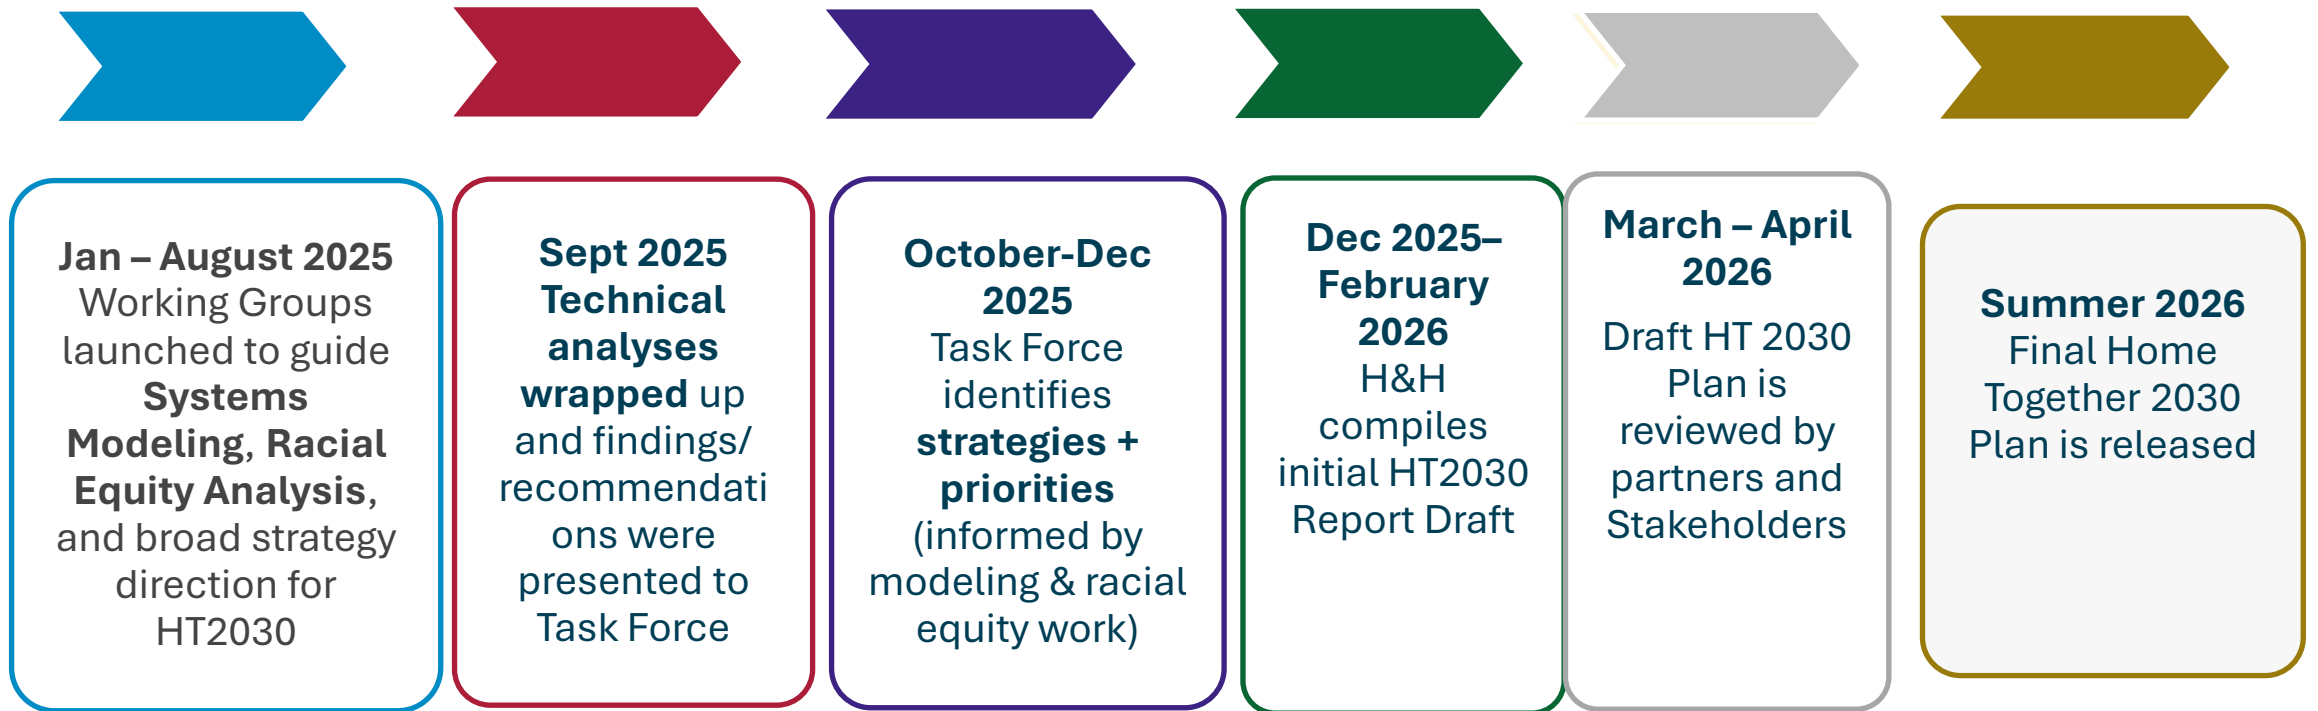 Jan – August 2025
Working Groups
launched to guide
Systems
Modeling, Racial
Equity Analysis,
and broad strategy
direction for
HT2030
Sept 2025
Technical
analyses
wrapped up
and findings/
recommendati
ons were
presented to
Task Force
October-Dec
2025
Task Force
identifies
strategies +
priorities
(informed by
modeling & racial
equity work)
Dec 2025–
February
2026
H&H
compiles
initial HT2030
Report Draft
March – April
2026
Draft HT 2030
Plan is
reviewed by
partners and
Stakeholders
Summer 2026
Final Home
Together 2030
Plan is released